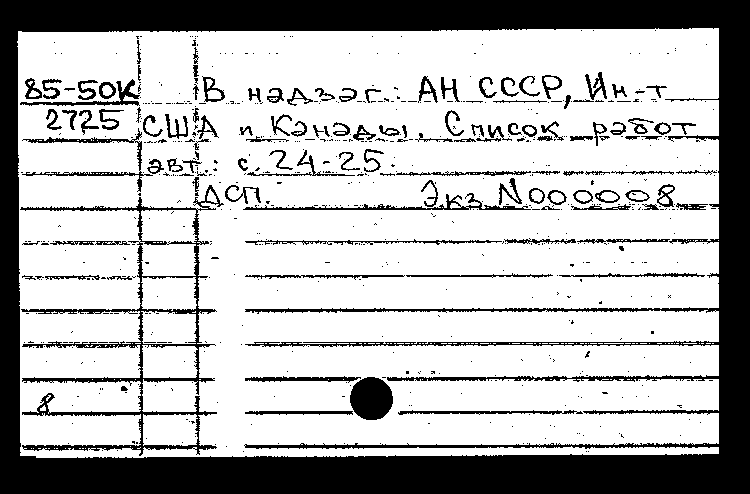 85-50К В надзаг.: АН СССР, Ин-т
2725 США и Канады. Список работ
авт.: с. 24-25.
ДСП. Экз N000008
8